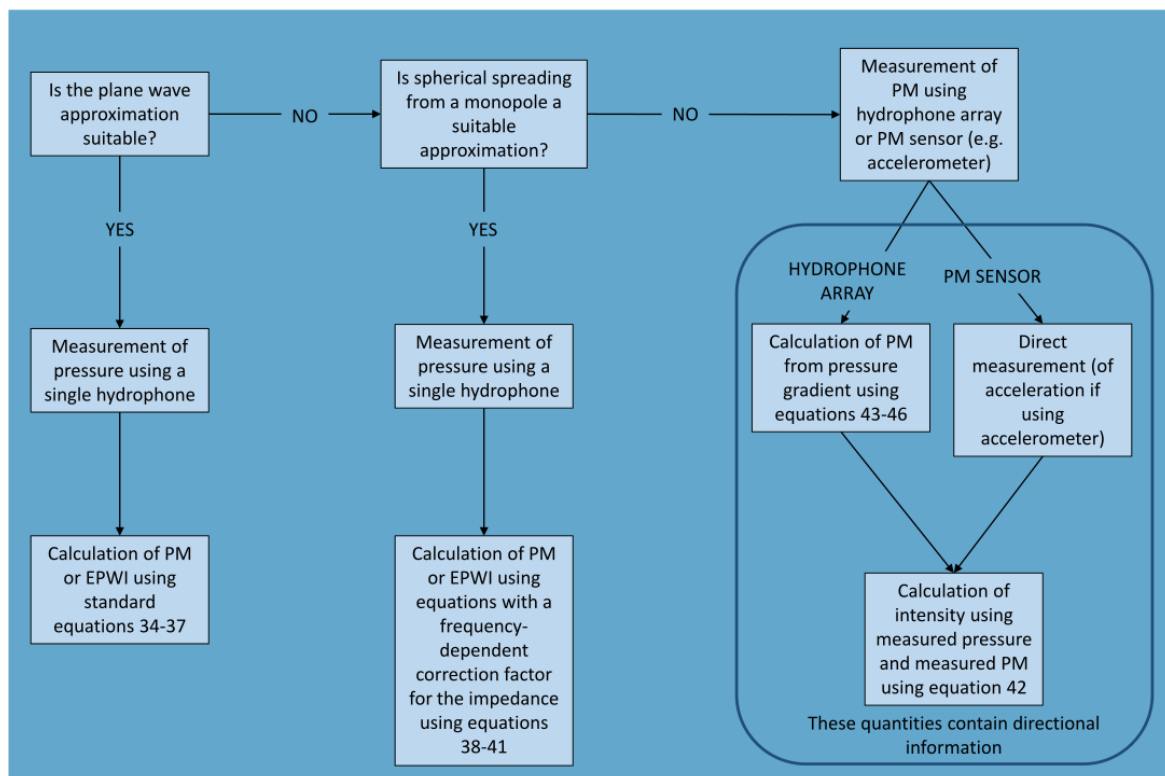 Is the plane wave
approximation
suitable?
NO
Is spherical spreading
from a monopole a
suitable
approximation?
NO
Measurement of
PM using
hydrophone array
or PM sensor (e.g.
accelerometer)
YES
YES
HYDROPHONE
ARRAY
PM SENSOR
Measurement of
pressure using a
single hydrophone
Measurement of
pressure using a
single hydrophone
Calculation of PM
from pressure
gradient using
equations 43-46
Direct
measurement (of
acceleration if
using
accelerometer)
Calculation of PM
or EPWI using
standard
equations 34-37
Calculation of PM
or EPWI using
equations with a
frequency-
dependent
correction factor
for the impedance
using equations
38-41
Calculation of
intensity using
measured pressure
and measured PM
using equation 42
These quantities contain directional
information